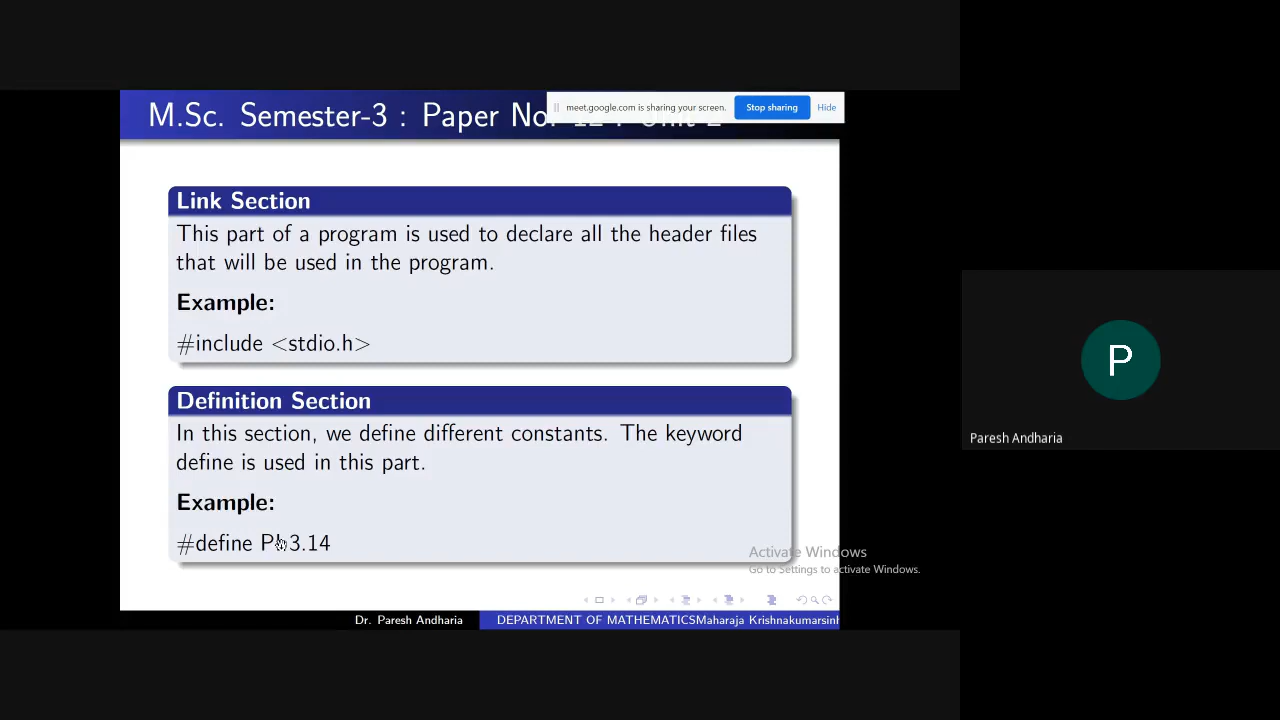 M.Sc. Semester-3 : Paper No.
meet.google.com is sharing your screen.
Stop sharing
Hide
Link Section
This part of a program is used to declare all the header files
that will be used in the program.
Example:
#include <stdio.h>
Definition Section
In this section, we define different constants. The keyword
define is used in this part.
Example:
#define PI 3.14
Activate Windows
Go to Settings to activate Windows.
Dr. Paresh Andharia
DEPARTMENT OF MATHEMATICSMaharaja Krishnakumarsinh
P
Paresh Andharia